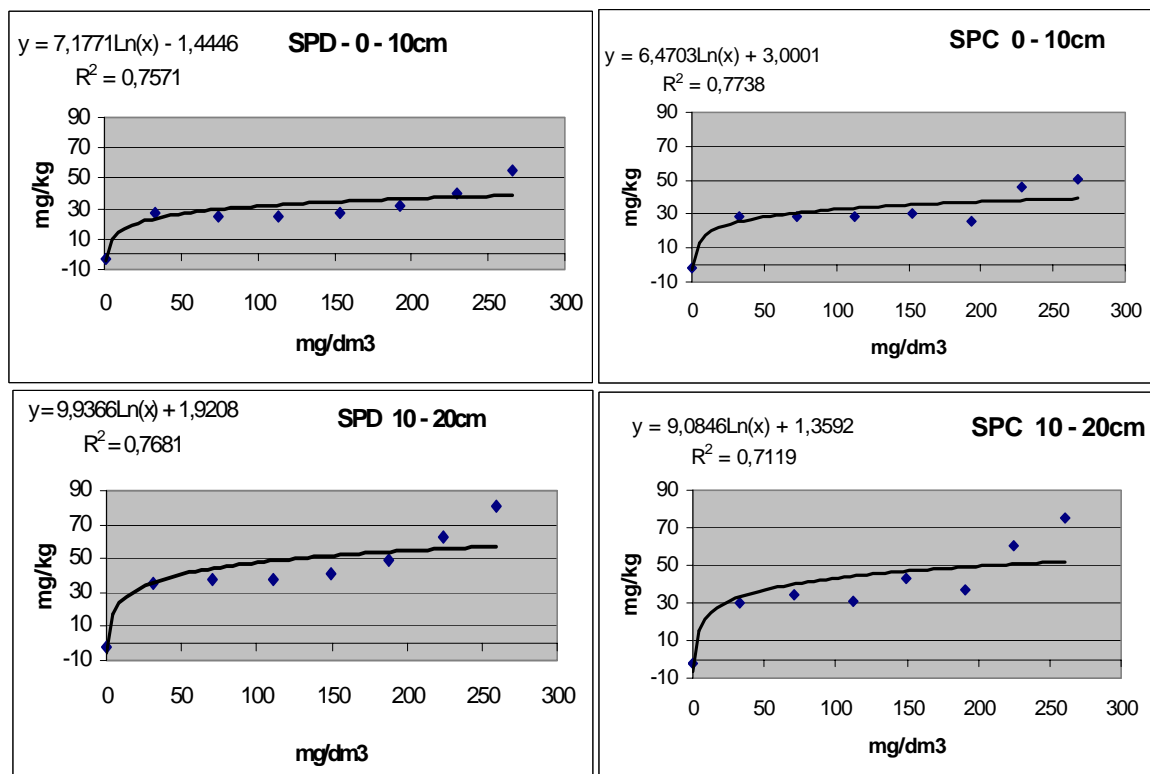 y = 7,1771Ln(x) - 1,4446
R² = 0,7571
SPD - 0 - 10cm
mg/kg
90
70
50
30
10
-10
0 50 100 150 200 250 300
mg/dm3
y = 6,4703Ln(x) + 3,0001
R² = 0,7738
SPC 0 - 10cm
mg/kg
90
70
50
30
10
-10
0 50 100 150 200 250 300
mg/dm3
y = 9,9366Ln(x) + 1,9208
R² = 0,7681
SPD 10 - 20cm
mg/kg
90
70
50
30
10
-10
0 50 100 150 200 250 300
mg/dm3
y = 9,0846Ln(x) + 1,3592
R² = 0,7119
SPC 10 - 20cm
mg/kg
90
70
50
30
10
-10
0 50 100 150 200 250 300
mg/dm3